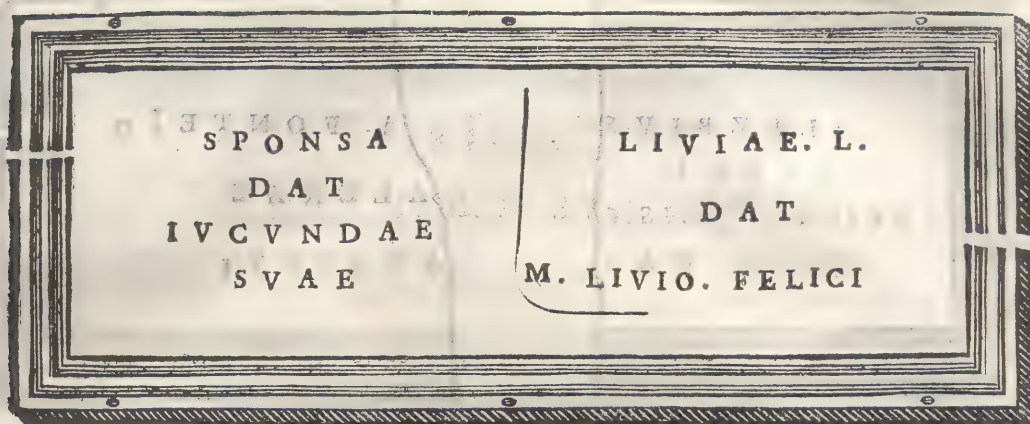 SPONSA
DAT
IVCVNDAE
SVAE
LIVIAE. L.
DAT
M. LIVIO. FELICI